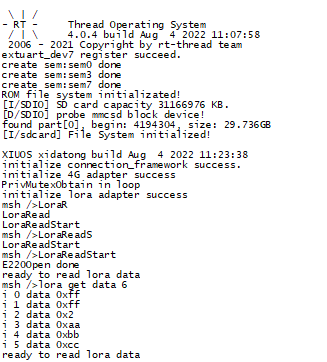 \ | /
- RT -     Thread Operating System
/ | \     4.0.4 build Aug  4 2022 11:07:58
2006 - 2021 Copyright by rt-thread team
extuart_dev7 register succeed.
create sem:sem0 done
create sem:sem3 done
create sem:sem7 done
ROM file system initializated!
[I/SDIO] SD card capacity 31166976 KB.
[D/SDIO] probe mmcsd block device!
found part[0], begin: 4194304, size: 29.736GB
[I/sdcard] File System initialized!

XIUOS xidatong build Aug  4 2022 11:23:38
initialize connection_framework success.
initialize 4G adapter success
PrivMutexObtain in loop
initialize lora adapter success
msh />LoraR
LoraRead
LoraReadStart
msh />LoraReadS
LoraReadStart
msh />LoraReadStart
E220Open done
ready to read lora data
msh />lora get data 6
i 0 data 0xff
i 1 data 0xff
i 2 data 0x2
i 3 data 0xaa
i 4 data 0xbb
i 5 data 0xcc
ready to read lora data